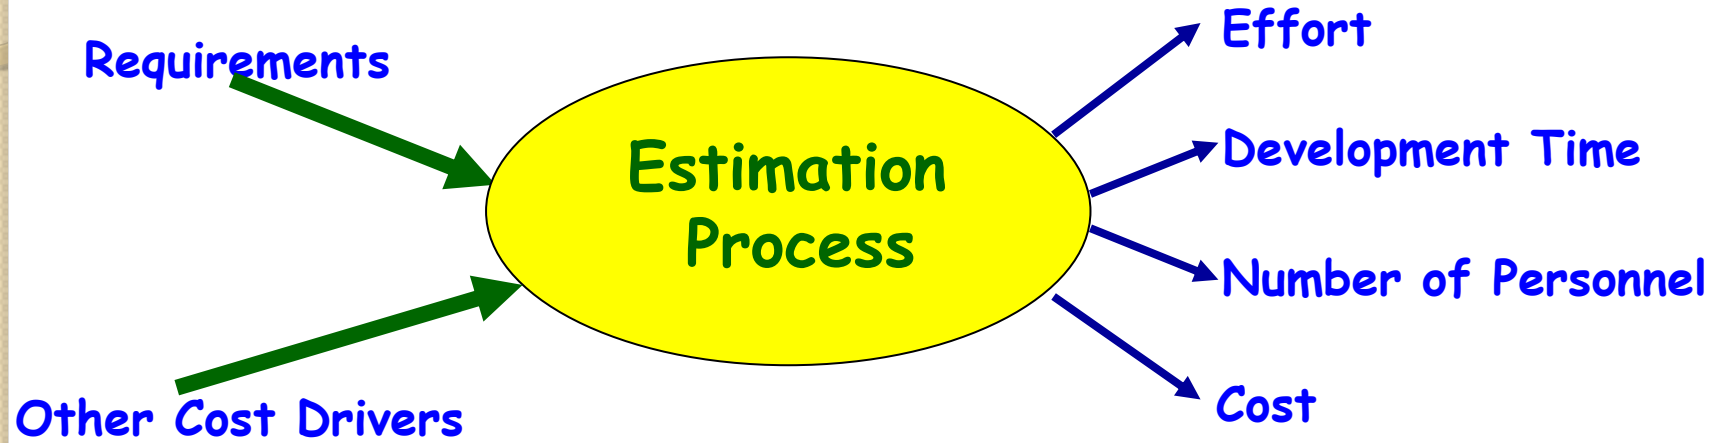 Requirements
Other Cost Drivers
Estimation
Process
Effort
Development Time
Number of Personnel
Cost